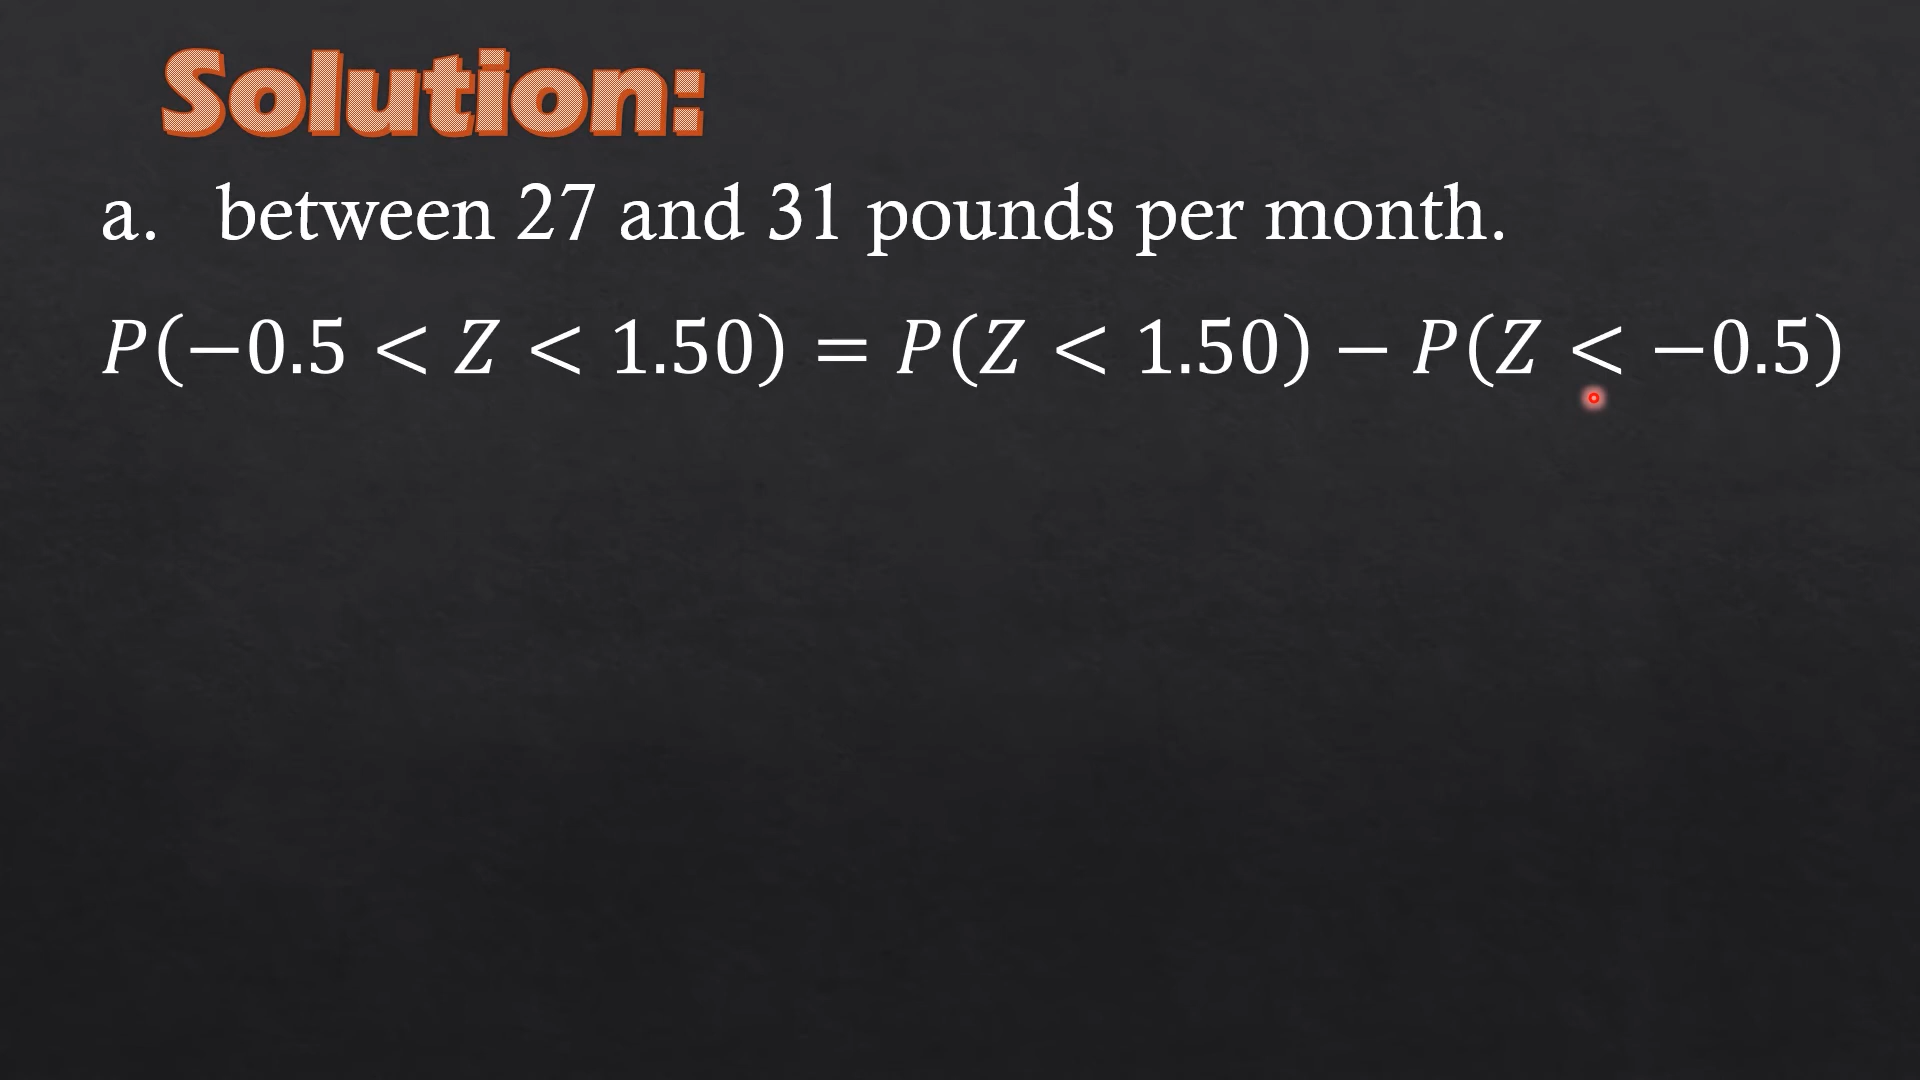 Solution:
a. between 27 and 31 pounds per month.
P(−0.5 < Z < 1.50) = P(Z < 1.50) − P(Z < −0.5)